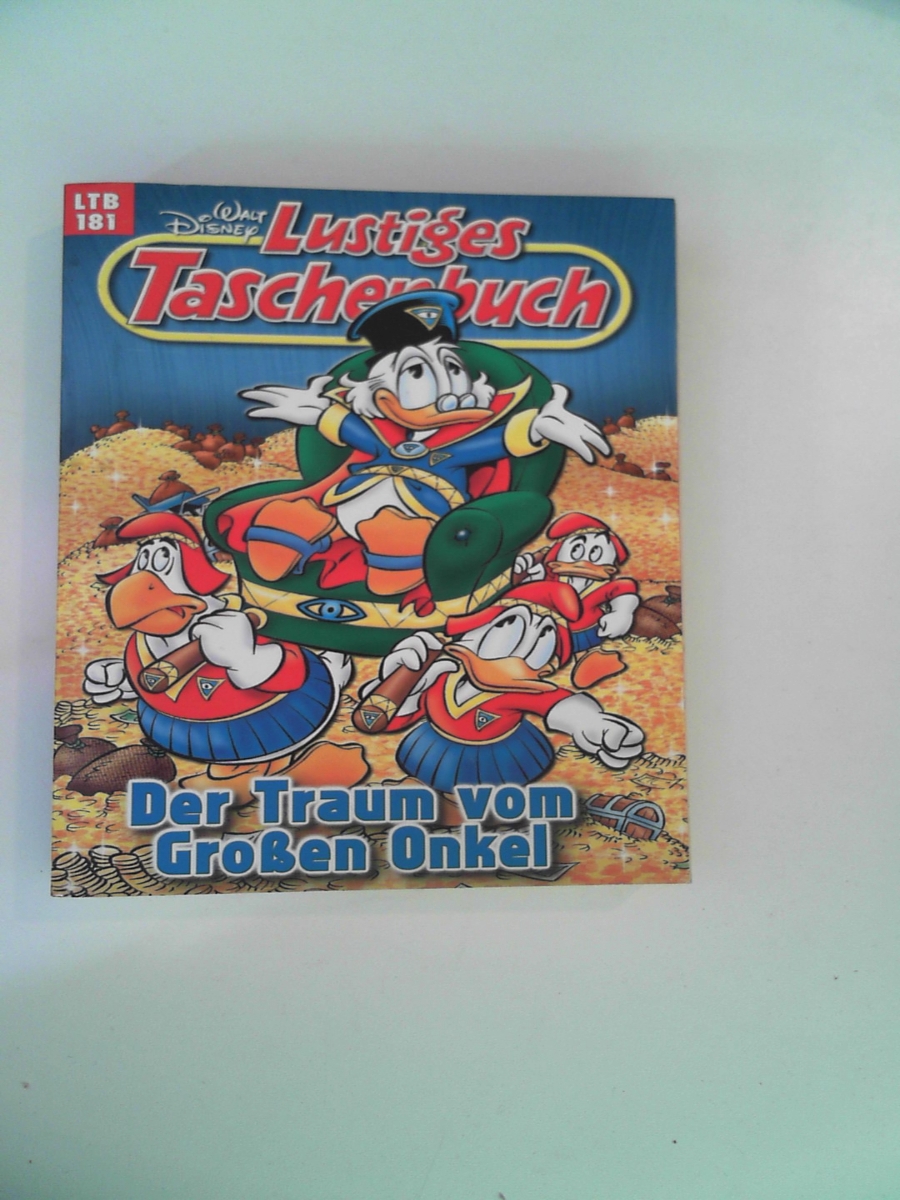 LTB
181
WALT
DISNEY
Lustiges
Taschenbuch
Der Traum vom
Großen Onkel